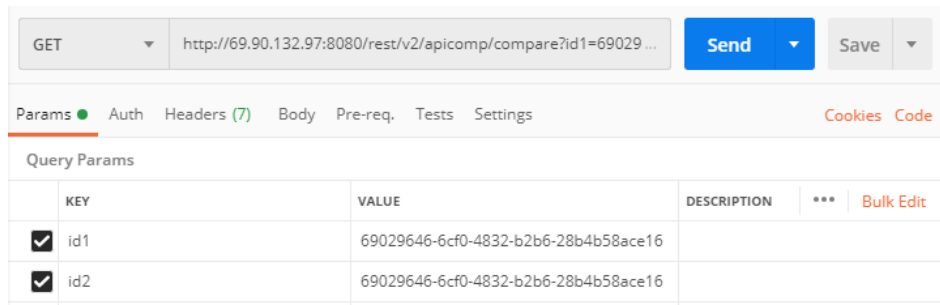 GET http://69.90.132.97:8080/rest/v2/apicomp/compare?id1=69029 ... Send Save
Params Auth Headers (7) Body Pre-req. Tests Settings Cookies Code
Query Params
KEY VALUE DESCRIPTION ••• Bulk Edit
id1 69029646-6cf0-4832-b2b6-28b4b58ace16
id2 69029646-6cf0-4832-b2b6-28b4b58ace16